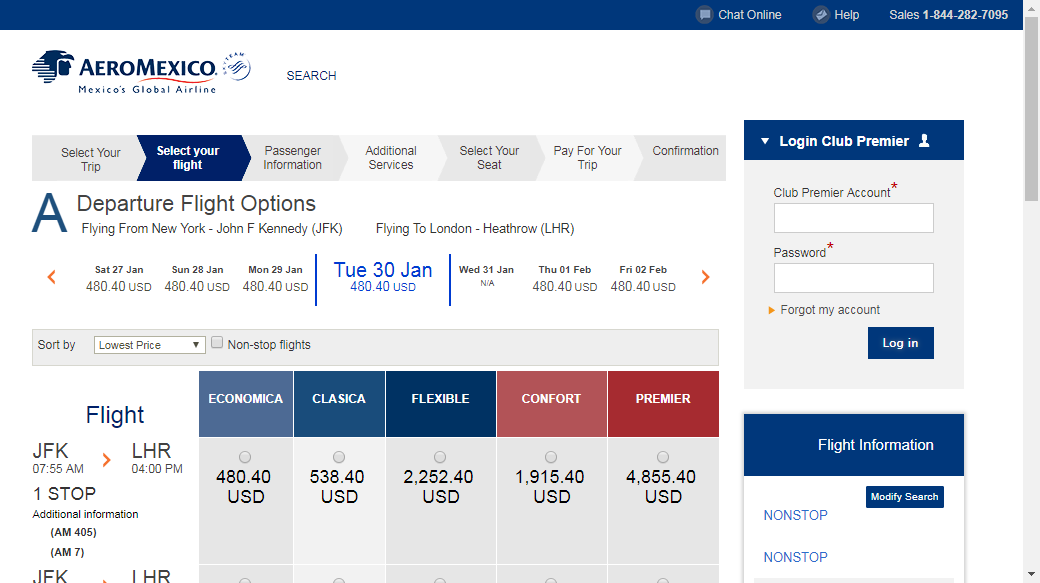 Chat Online Help Sales 1-844-282-7095
AEROMEXICO. SKYTEAM
Mexico's Global Airline
SEARCH
Select Your Trip
Select your flight
Passenger Information
Additional Services
Select Your Seat
Pay For Your Trip
Confirmation
A Departure Flight Options
Flying From New York - John F Kennedy (JFK) Flying To London - Heathrow (LHR)
Sat 27 Jan Sun 28 Jan Mon 29 Jan Tue 30 Jan Wed 31 Jan Thu 01 Feb Fri 02 Feb
480.40 USD 480.40 USD 480.40 USD 480.40 USD N/A 480.40 USD 480.40 USD
Sort by Lowest Price Non-stop flights
Flight ECONOMICA CLASICA FLEXIBLE CONFORT PREMIER
JFK LHR
07:55 AM 04:00 PM
1 STOP
Additional information
(AM 405)
(AM 7)
480.40 USD
538.40 USD
2,252.40 USD
1,915.40 USD
4,855.40 USD
JFK LHR
Login Club Premier
Club Premier Account*
Password*
Forgot my account
Log in
Flight Information
Modify Search
NONSTOP
NONSTOP